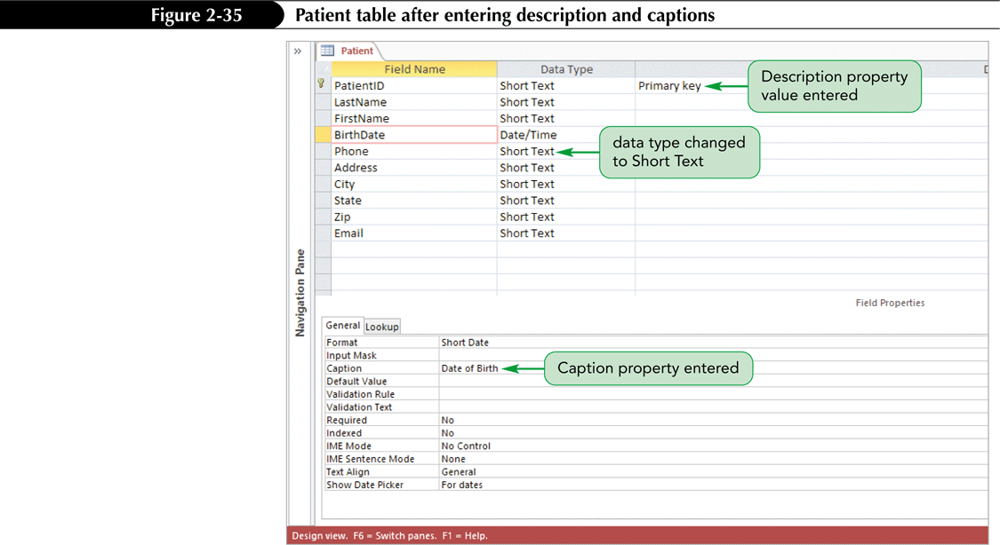 Figure 2-35 Patient table after entering description and captions
»
Patient
Field Name Data Type D
PatientID Short Text Primary key
Description property
value entered
LastName Short Text
FirstName Short Text
BirthDate Date/Time
Phone Short Text
data type changed
to Short Text
Address Short Text
City Short Text
State Short Text
Zip Short Text
Email Short Text
Navigation Pane
Field Properties
General Lookup
Format Short Date
Input Mask
Caption Date of Birth
Caption property entered
Default Value
Validation Rule
Validation Text
Required No
Indexed No
IME Mode No Control
IME Sentence Mode None
Text Align General
Show Date Picker For dates
Design view. F6 = Switch panes. F1 = Help.